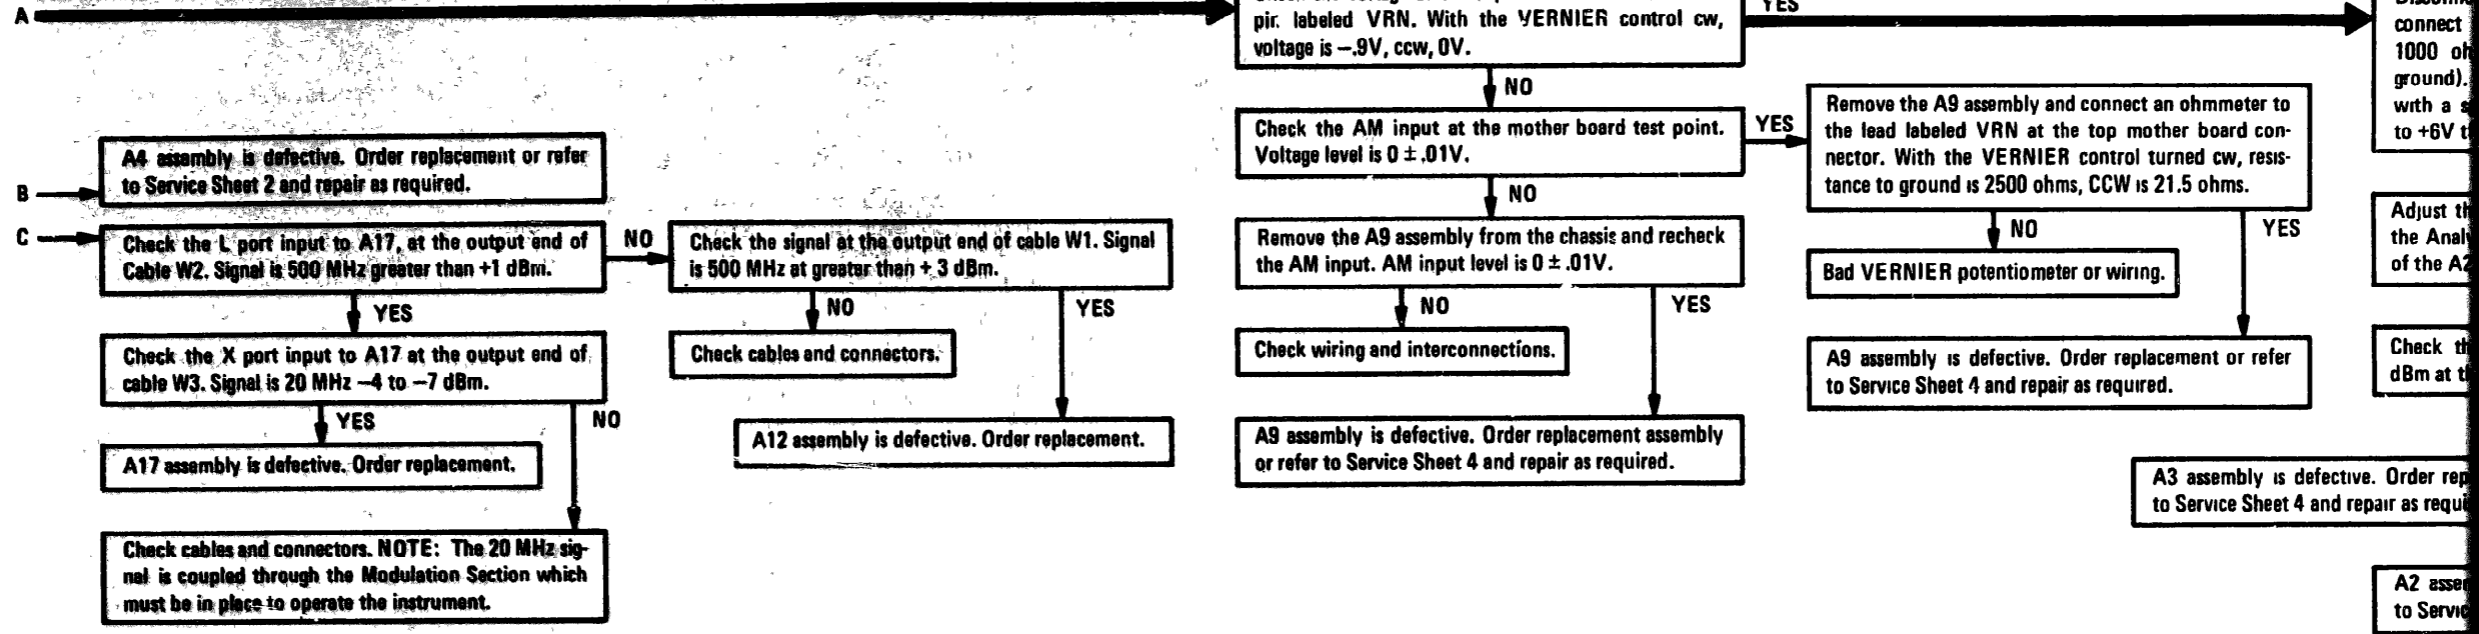 A
pin. labeled VRN. With the VERNIER control cw,
voltage is –.9V, ccw, 0V.
YES
connect
1000
ground).
with a
to +6V
NO
Check the AM input at the mother board test point.
Voltage level is 0 ± .01V.
YES
Remove the A9 assembly and connect an ohmmeter to
the lead labeled VRN at the top mother board con-
nector. With the VERNIER control turned cw, resis-
tance to ground is 2500 ohms, CCW is 21.5 ohms.
B
A4 assembly is defective. Order replacement or refer
to Service Sheet 2 and repair as required.
C
Check the L port input to A17, at the output end of
Cable W2. Signal is 500 MHz greater than +1 dBm.
NO
Check the signal at the output end of cable W1. Signal
is 500 MHz at greater than + 3 dBm.
NO
Remove the A9 assembly from the chassis and recheck
the AM input. AM input level is 0 ± .01V.
NO
YES
Bad VERNIER potentiometer or wiring.
Adjust
the
of the
YES
Check the X port input to A17 at the output end of
cable W3. Signal is 20 MHz –4 to –7 dBm.
NO
YES
Check cables and connectors.
NO
YES
Check wiring and interconnections.
A9 assembly is defective. Order replacement or refer
to Service Sheet 4 and repair as required.
Check
dBm at
YES
NO
A17 assembly is defective. Order replacement.
A12 assembly is defective. Order replacement.
A9 assembly is defective. Order replacement assembly
or refer to Service Sheet 4 and repair as required.
A3 assembly is defective. Order
to Service Sheet 4 and repair as
Check cables and connectors. NOTE: The 20 MHz sig-
nal is coupled through the Modulation Section which
must be in place to operate the instrument.
A2
to